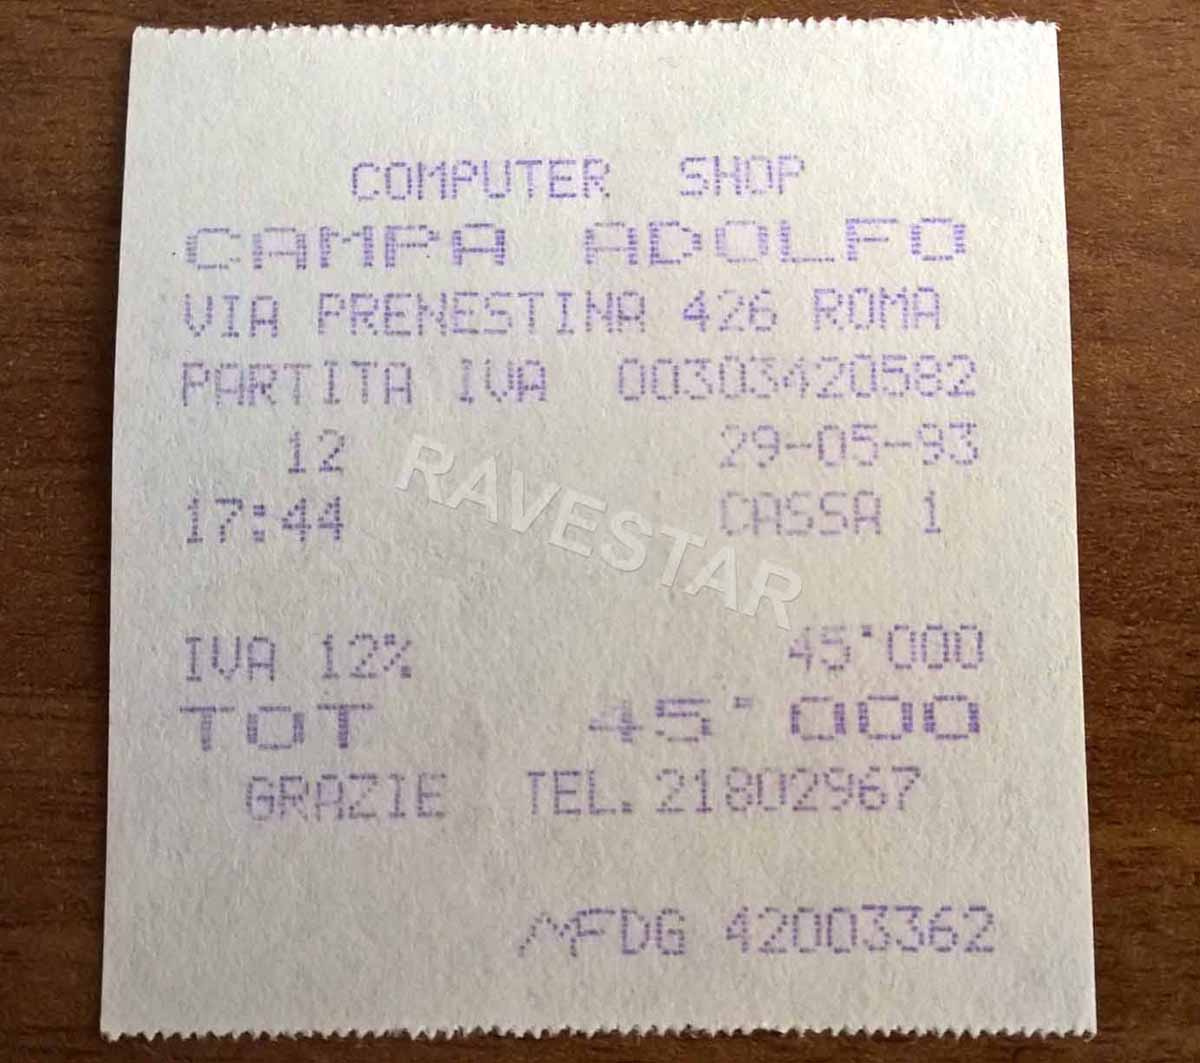 COMPUTER SHOP
CAMPA ADOLFO
VIA PRENESTINA 426 ROMA
PARTITA IVA 00303420582
12 29-05-93
17:44 CASSA 1
RAVESTAR
IVA 12% 45'000
TOT 45'000
GRAZIE TEL. 21802967
MFDG 42003362